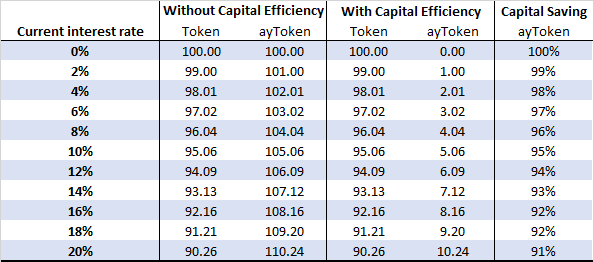 Without Capital Efficiency With Capital Efficiency Capital Saving
Current interest rate Token ayToken Token ayToken ayToken
0% 100.00 100.00 100.00 0.00 100%
2% 99.00 101.00 99.00 1.00 99%
4% 98.01 102.01 98.01 2.01 98%
6% 97.02 103.02 97.02 3.02 97%
8% 96.04 104.04 96.04 4.04 96%
10% 95.06 105.06 95.06 5.06 95%
12% 94.09 106.09 94.09 6.09 94%
14% 93.13 107.12 93.13 7.12 93%
16% 92.16 108.16 92.16 8.16 92%
18% 91.21 109.20 91.21 9.20 92%
20% 90.26 110.24 90.26 10.24 91%